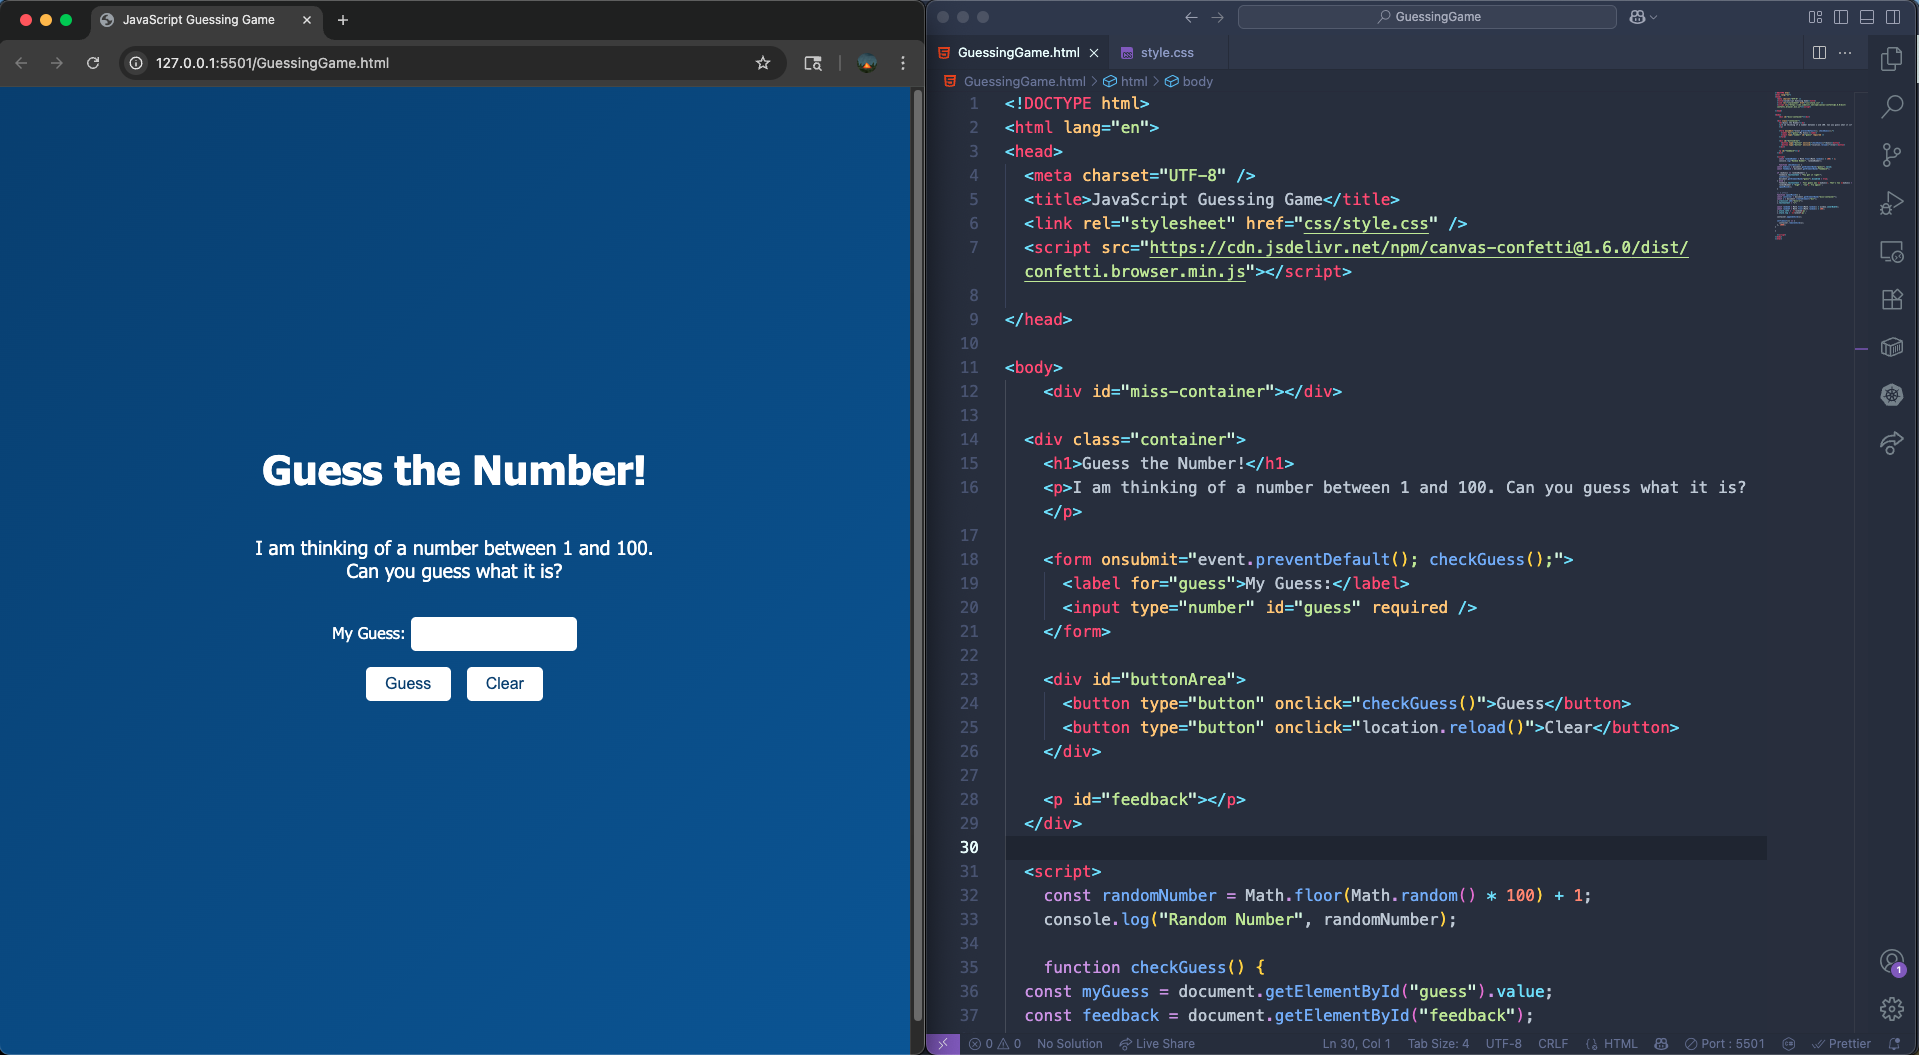 JavaScript Guessing Game
127.0.0.1:5501/GuessingGame.html
Guess the Number!
I am thinking of a number between 1 and 100.
Can you guess what it is?
My Guess:
Guess Clear
GuessingGame
GuessingGame.html style.css
GuessingGame.html > html > body
1 <!DOCTYPE html>
2 <html lang="en">
3 <head>
4 <meta charset="UTF-8" />
5 <title>JavaScript Guessing Game</title>
6 <link rel="stylesheet" href="css/style.css" />
7 <script src="https://cdn.jsdelivr.net/npm/canvas-confetti@1.6.0/dist/
confetti.browser.min.js"></script>
8
9 </head>
10
11 <body>
12 <div id="miss-container"></div>
13
14 <div class="container">
15 <h1>Guess the Number!</h1>
16 <p>I am thinking of a number between 1 and 100. Can you guess what it is?
</p>
17
18 <form onsubmit="event.preventDefault(); checkGuess();">
19 <label for="guess">My Guess:</label>
20 <input type="number" id="guess" required />
21 </form>
22
23 <div id="buttonArea">
24 <button type="button" onclick="checkGuess()">Guess</button>
25 <button type="button" onclick="location.reload()">Clear</button>
26 </div>
27
28 <p id="feedback"></p>
29 </div>
30
31 <script>
32 const randomNumber = Math.floor(Math.random() * 100) + 1;
33 console.log("Random Number", randomNumber);
34
35 function checkGuess() {
36 const myGuess = document.getElementById("guess").value;
37 const feedback = document.getElementById("feedback");
1
0 0 No Solution Live Share Ln 30, Col 1 Tab Size: 4 UTF-8 CRLF HTML Port : 5501 Prettier